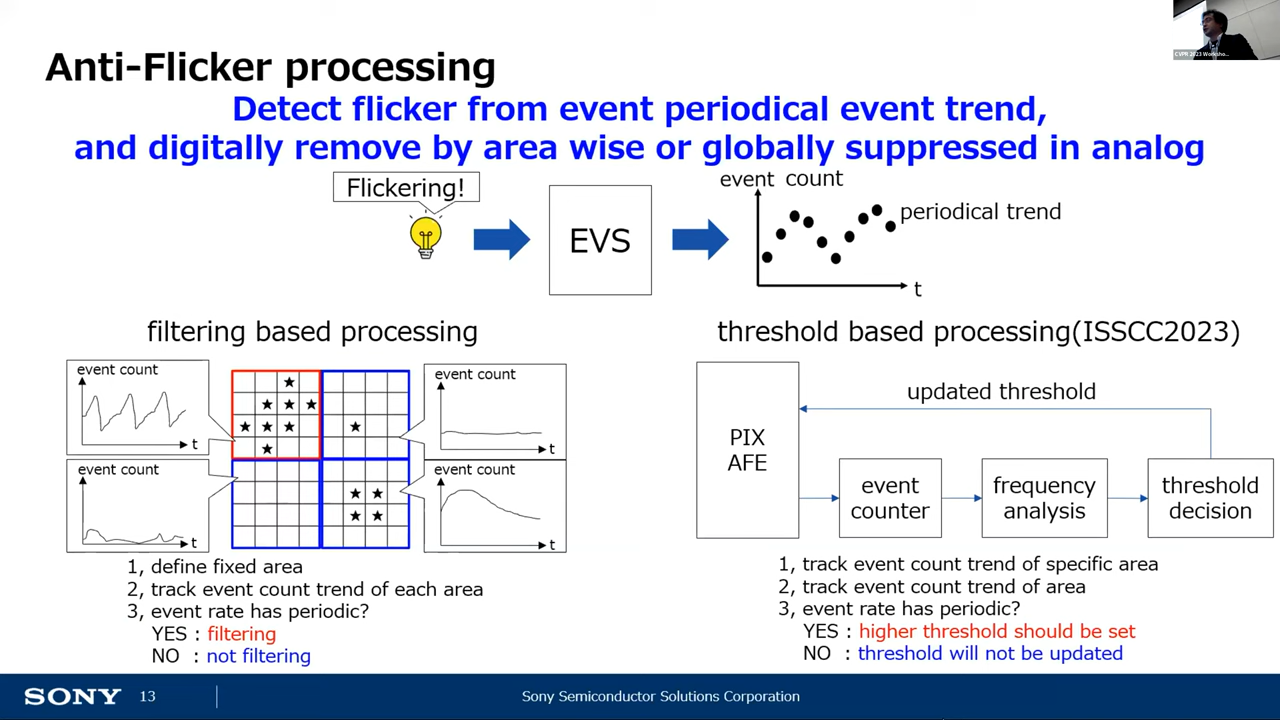 CVPR 2023 Worksho...
Anti-Flicker processing
Detect flicker from event periodical event trend,
and digitally remove by area wise or globally suppressed in analog
Flickering!
EVS
event count
periodical trend
t
filtering based processing
event count
t
event count
t
event count
t
event count
t
1, define fixed area
2, track event count trend of each area
3, event rate has periodic?
YES : filtering
NO : not filtering
threshold based processing(ISSCC2023)
updated threshold
PIX
AFE
event
counter
frequency
analysis
threshold
decision
1, track event count trend of specific area
2, track event count trend of area
3, event rate has periodic?
YES : higher threshold should be set
NO : threshold will not be updated
SONY
13
Sony Semiconductor Solutions Corporation